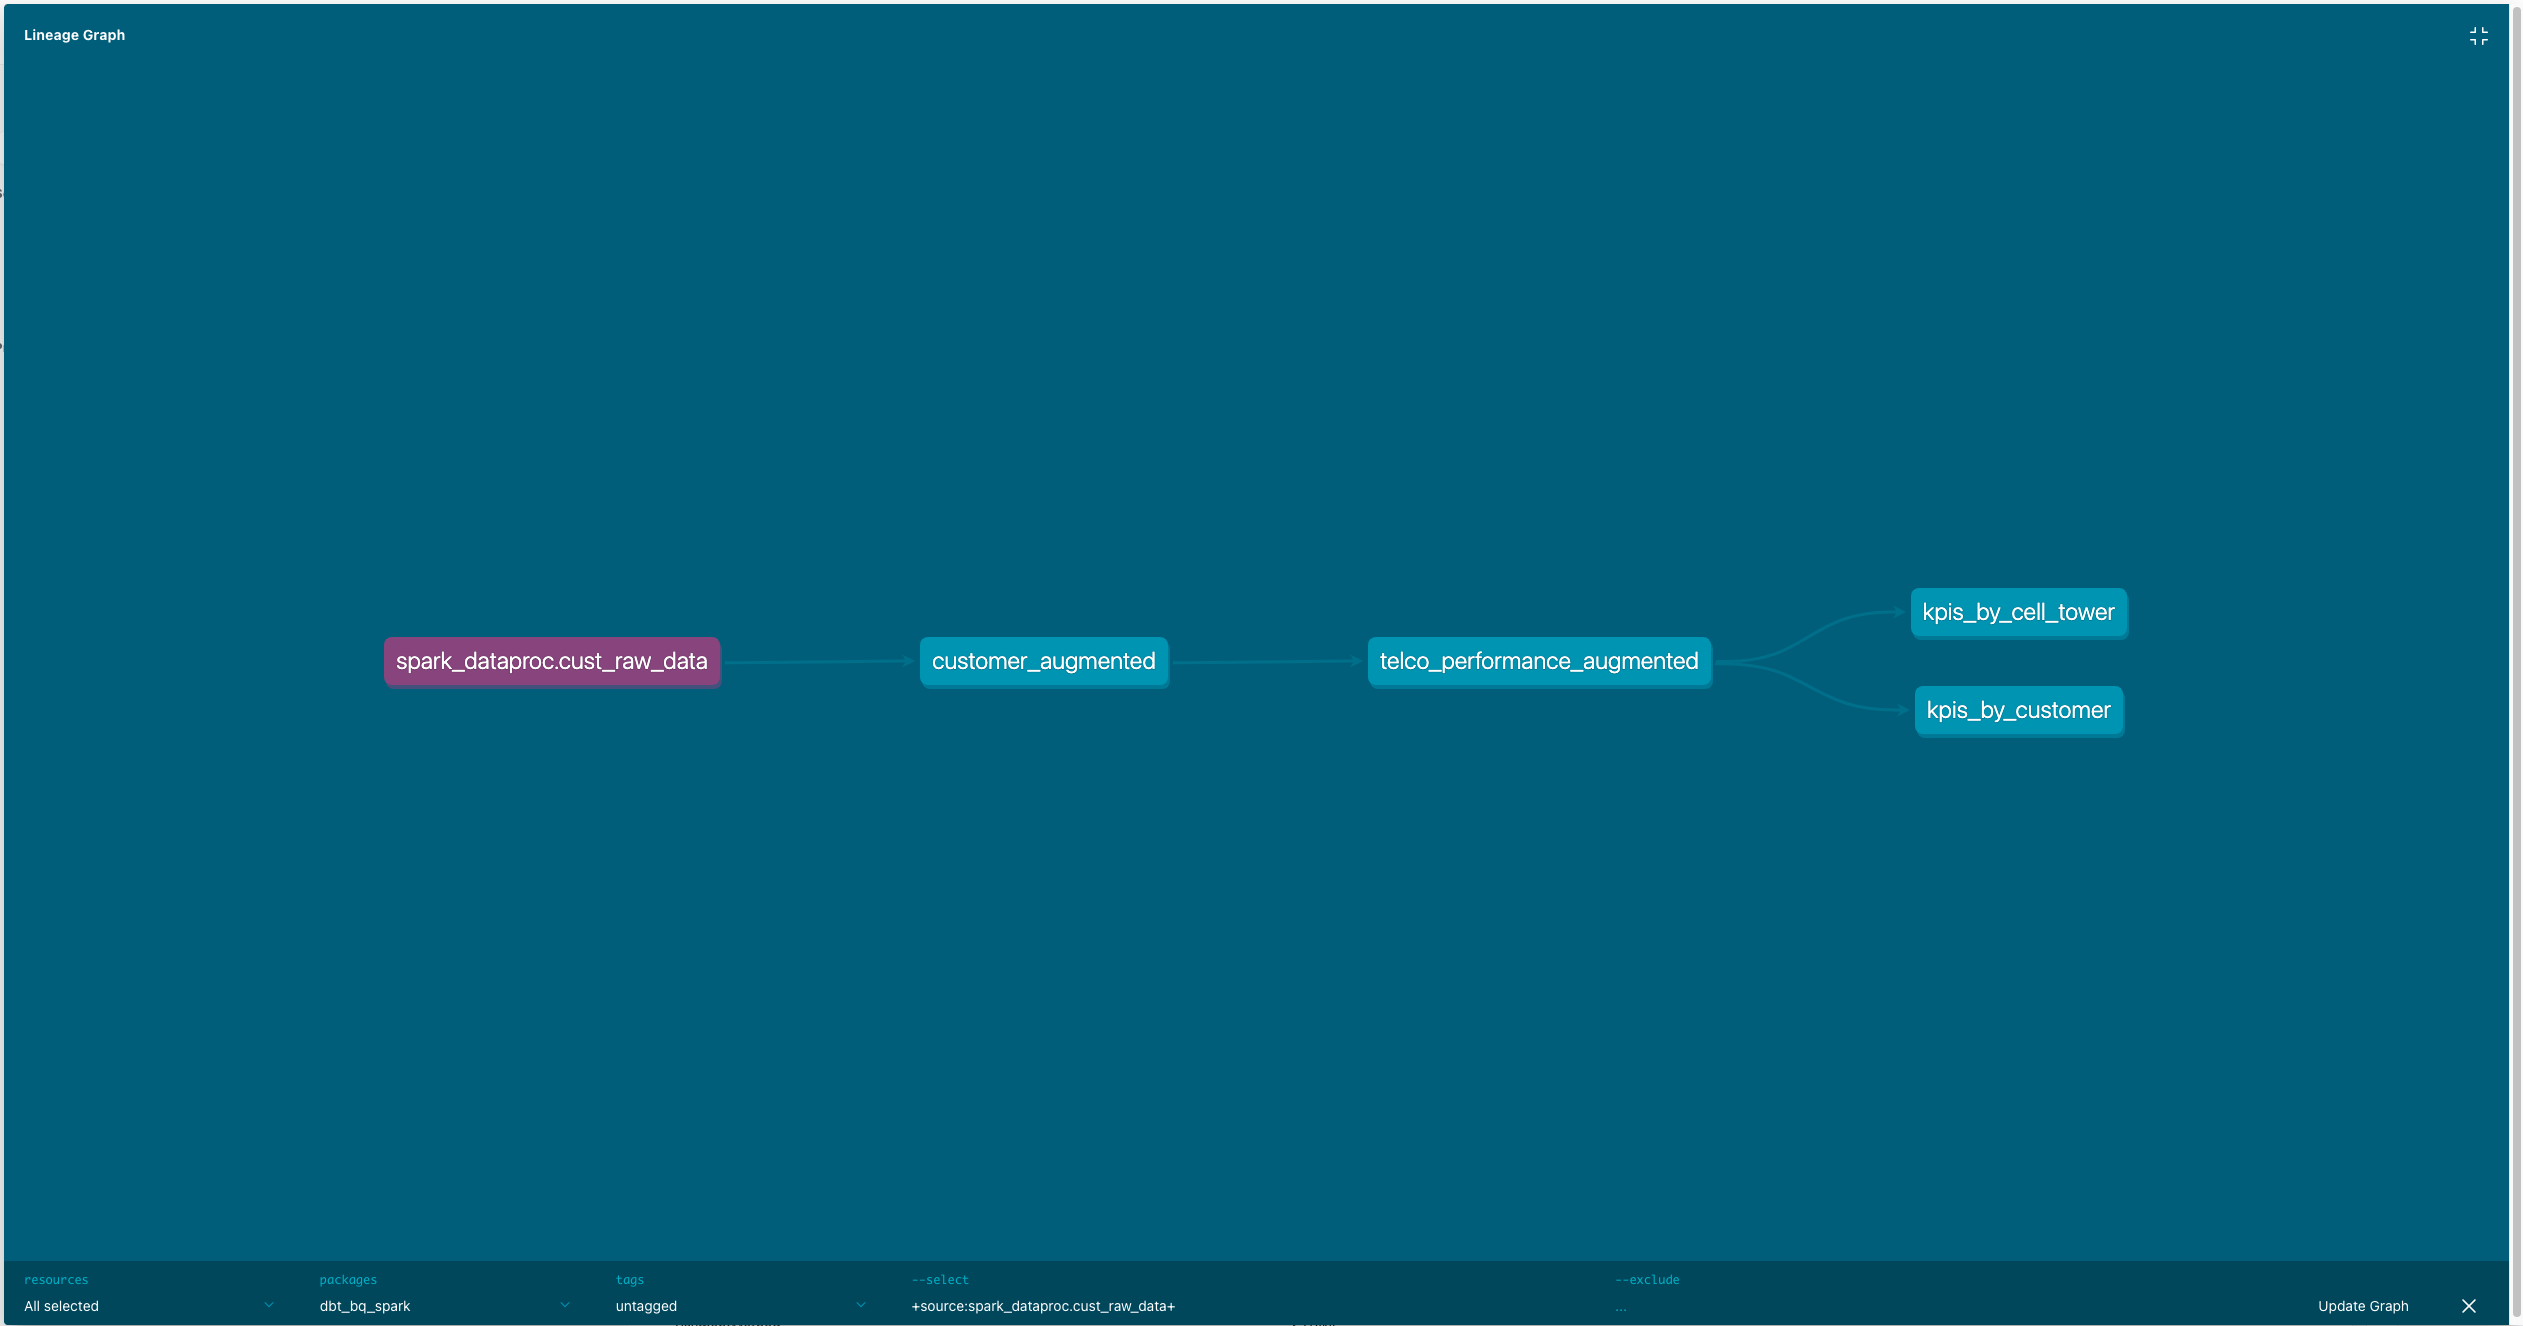 Lineage Graph
kpis_by_cell_tower
spark_dataproc.cust_raw_data customer_augmented telco_performance_augmented
kpis_by_customer
resources packages tags --select --exclude
All selected dbt_bq_spark untagged +source:spark_dataproc.cust_raw_data+ ... Update Graph